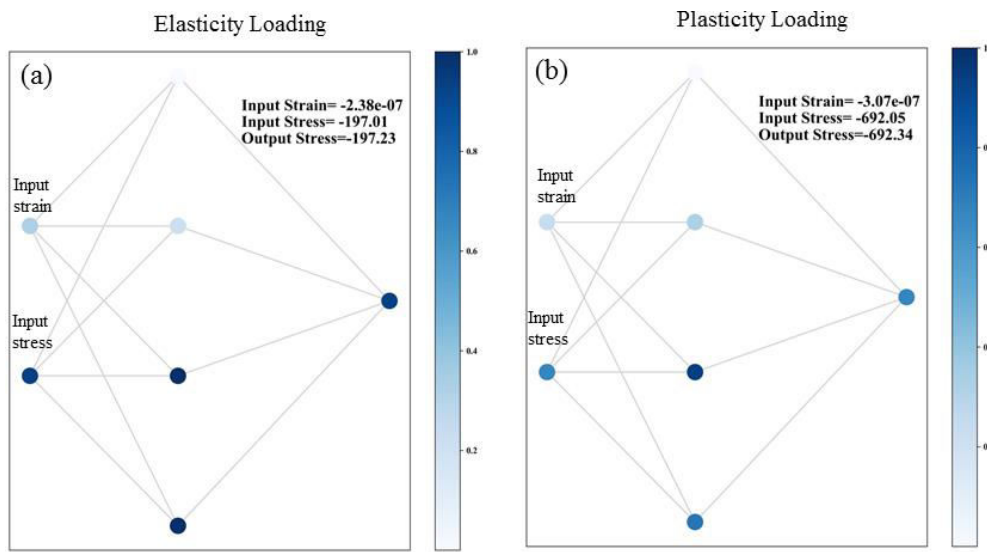 Elasticity Loading
(a)
Input Strain= -2.38e-07
Input Stress= -197.01
Output Stress=-197.23
Input
strain
Input
stress
1.0
0.8
0.6
0.4
0.2
Plasticity Loading
(b)
Input Strain= -3.07e-07
Input Stress= -692.05
Output Stress=-692.34
Input
strain
Input
stress